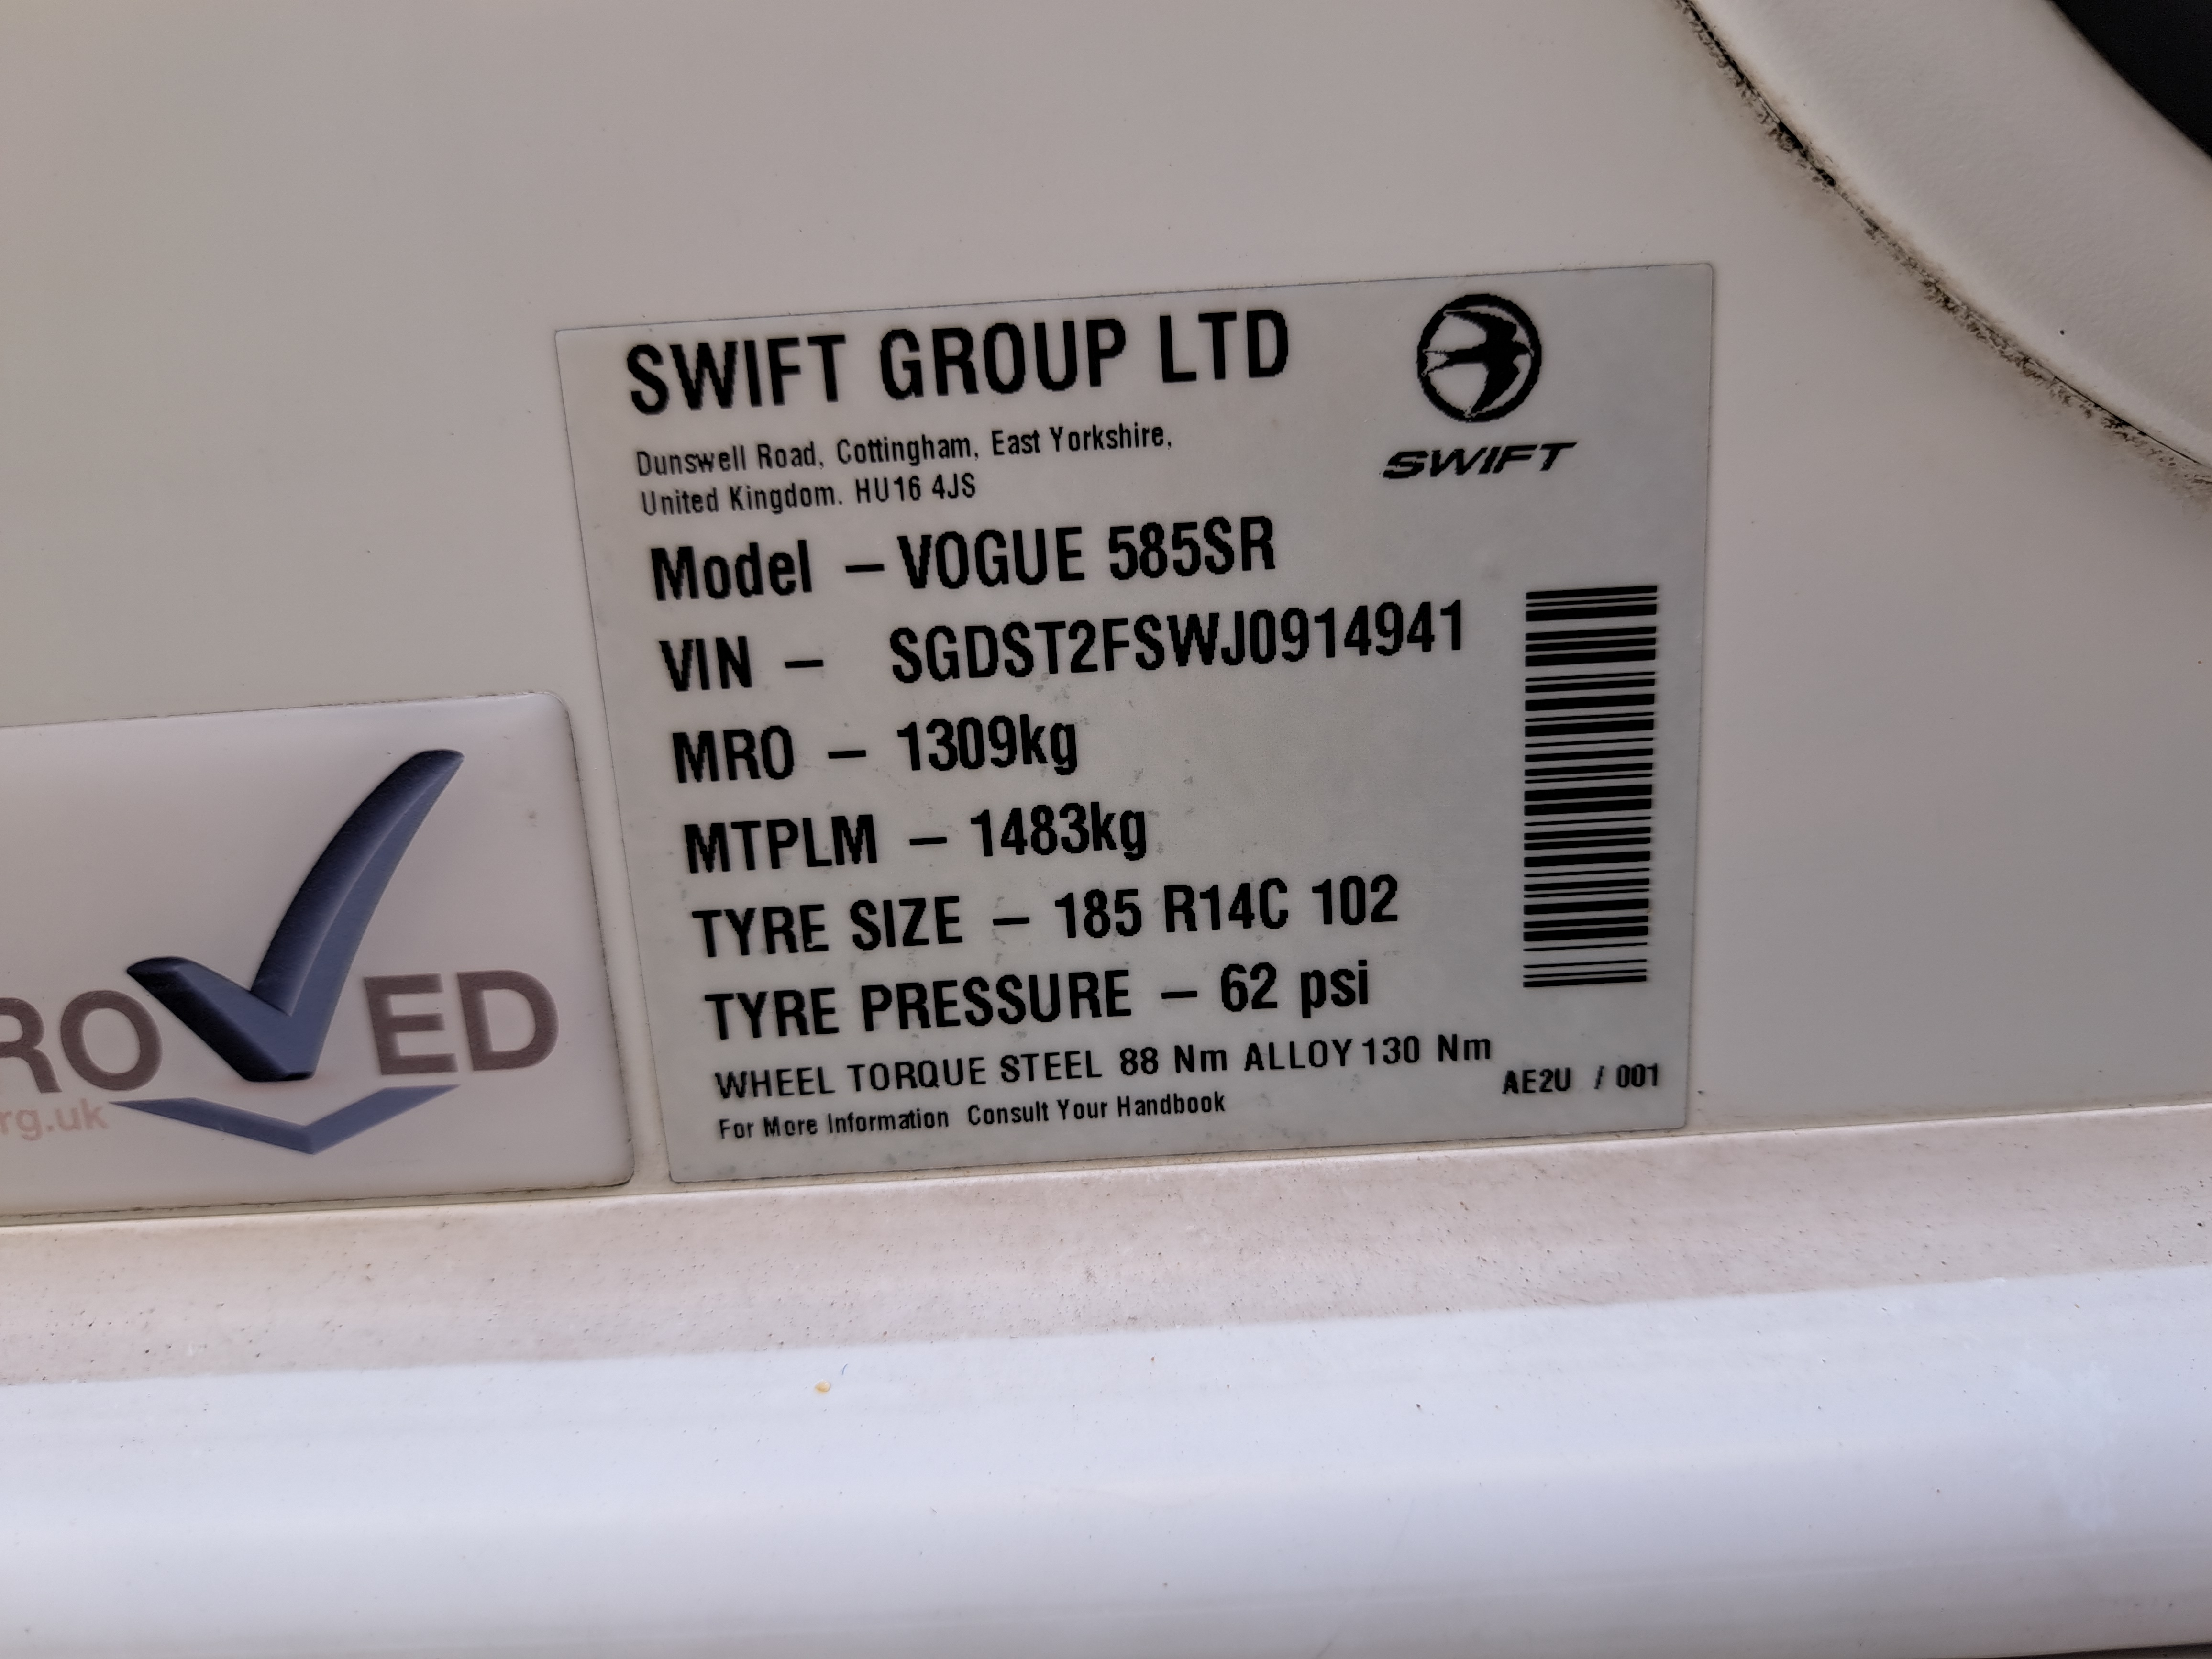 SWIFT GROUP LTD
SWIFT
Dunswell Road, Cottingham, East Yorkshire,
United Kingdom. HU16 4JS
Model – VOGUE 585SR
VIN – SGDST2FSWJ0914941
MRO – 1309kg
MTPLM – 1483kg
TYRE SIZE – 185 R14C 102
TYRE PRESSURE – 62 psi
WHEEL TORQUE STEEL 88 Nm ALLOY 130 Nm
AE2U / 001
For More Information Consult Your Handbook
ROVED
rg.uk